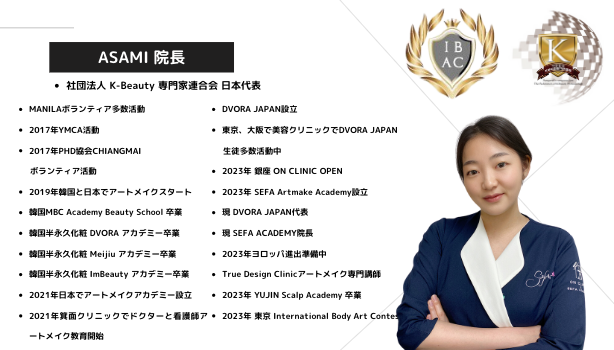 ASAMI 院長
• 社団法人 K-Beauty 専門家連合会 日本代表
• MANILAボランティア多数活動
• 2017年YMCA活動
• 2017年PHD協会CHIANGMAI
ボランティア活動
• 2019年韓国と日本でアートメイクスタート
• 韓国MBC Academy Beauty School 卒業
• 韓国半永久化粧 DVORA アカデミー卒業
• 韓国半永久化粧 Meijiu アカデミー卒業
• 韓国半永久化粧 ImBeauty アカデミー卒業
• 2021年日本でアートメイクアカデミー設立
• 2021年箕面クリニックでドクターと看護師ア
ートメイク教育開始
• DVORA JAPAN設立
• 東京、大阪で美容クリニックでDVORA JAPAN
生徒多数活動中
• 2023年 銀座 ON CLINIC OPEN
• 2023年 SEFA Artmake Academy設立
• 現 DVORA JAPAN代表
• 現 SEFA ACADEMY院長
• 2023年ヨロッパ進出準備中
• True Design Clinicアートメイク専門講師
• 2023年 YUJIN Scalp Academy 卒業
• 2023年 東京 International Body Art Contes
IB
AC
K